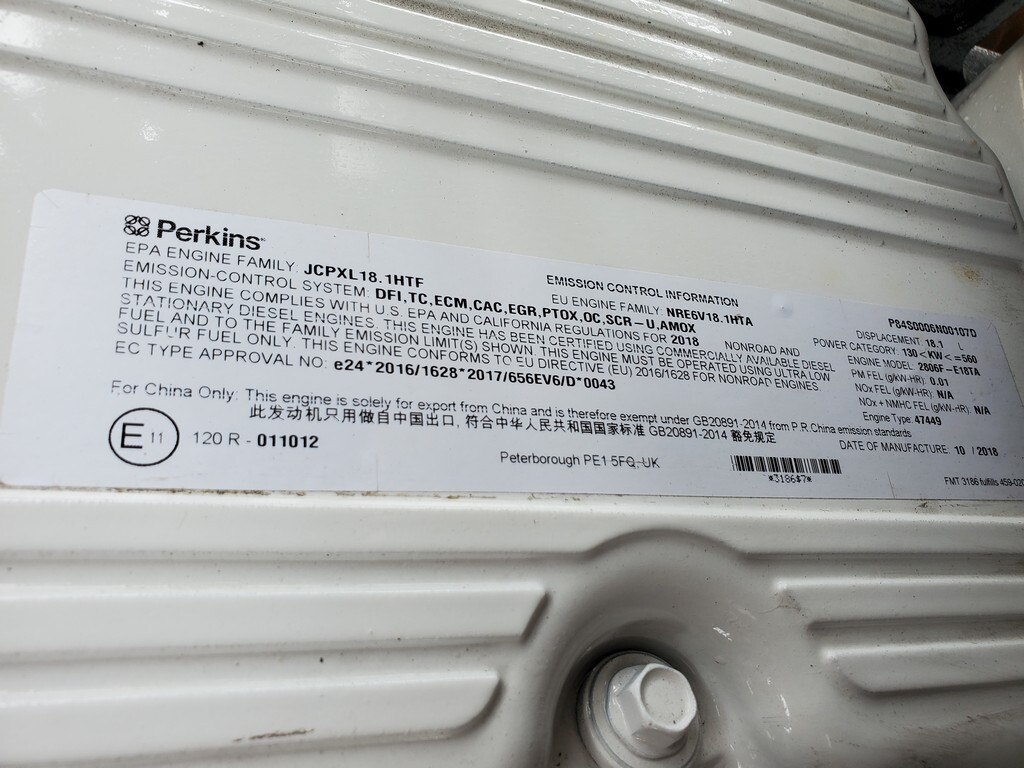 Perkins
EMISSION CONTROL INFORMATION
P84S0006N00107D
EPA ENGINE FAMILY: JCPXL18.1HTF
EU ENGINE FAMILY: NRE6V18.1HTA
DISPLACEMENT: 18.1 L
EMISSION-CONTROL SYSTEM: DFI,TC,ECM,CAC,EGR,PTOX,OC,SCR-U,AMOX
POWER CATEGORY: 130<KW<=560
THIS ENGINE COMPLIES WITH U.S. EPA AND CALIFORNIA REGULATIONS FOR 2018 NONROAD AND
ENGINE MODEL: 2806F-E18TA
STATIONARY DIESEL ENGINES. THIS ENGINE HAS BEEN CERTIFIED USING COMMERCIALLY AVAILABLE DIESEL
PM FEL (g/kW-HR): 0.01
FUEL AND TO THE FAMILY EMISSION LIMIT(S) SHOWN. THIS ENGINE MUST BE OPERATED USING ULTRA LOW
NOx FEL (g/kW-HR): N/A
SULFUR FUEL ONLY. THIS ENGINE CONFORMS TO EU DIRECTIVE (EU) 2016/1628 FOR NONROAD ENGINES.
NOx + NMHC FEL (g/kW-HR): N/A
EC TYPE APPROVAL NO: e24*2016/1628*2017/656EV6/D*0043
Engine Type: 47449
For China Only: This engine is solely for export from China and is therefore exempt under GB20891-2014 from P.R.China emission standards
此发动机只用做自中国出口, 符合中华人民共和国国家标准 GB20891-2014 豁免规定
DATE OF MANUFACTURE: 10/2018
E 11 120 R - 011012
Peterborough PE1 5FQ, UK
*3186$7*
FMT 3186 fulfills 459-020